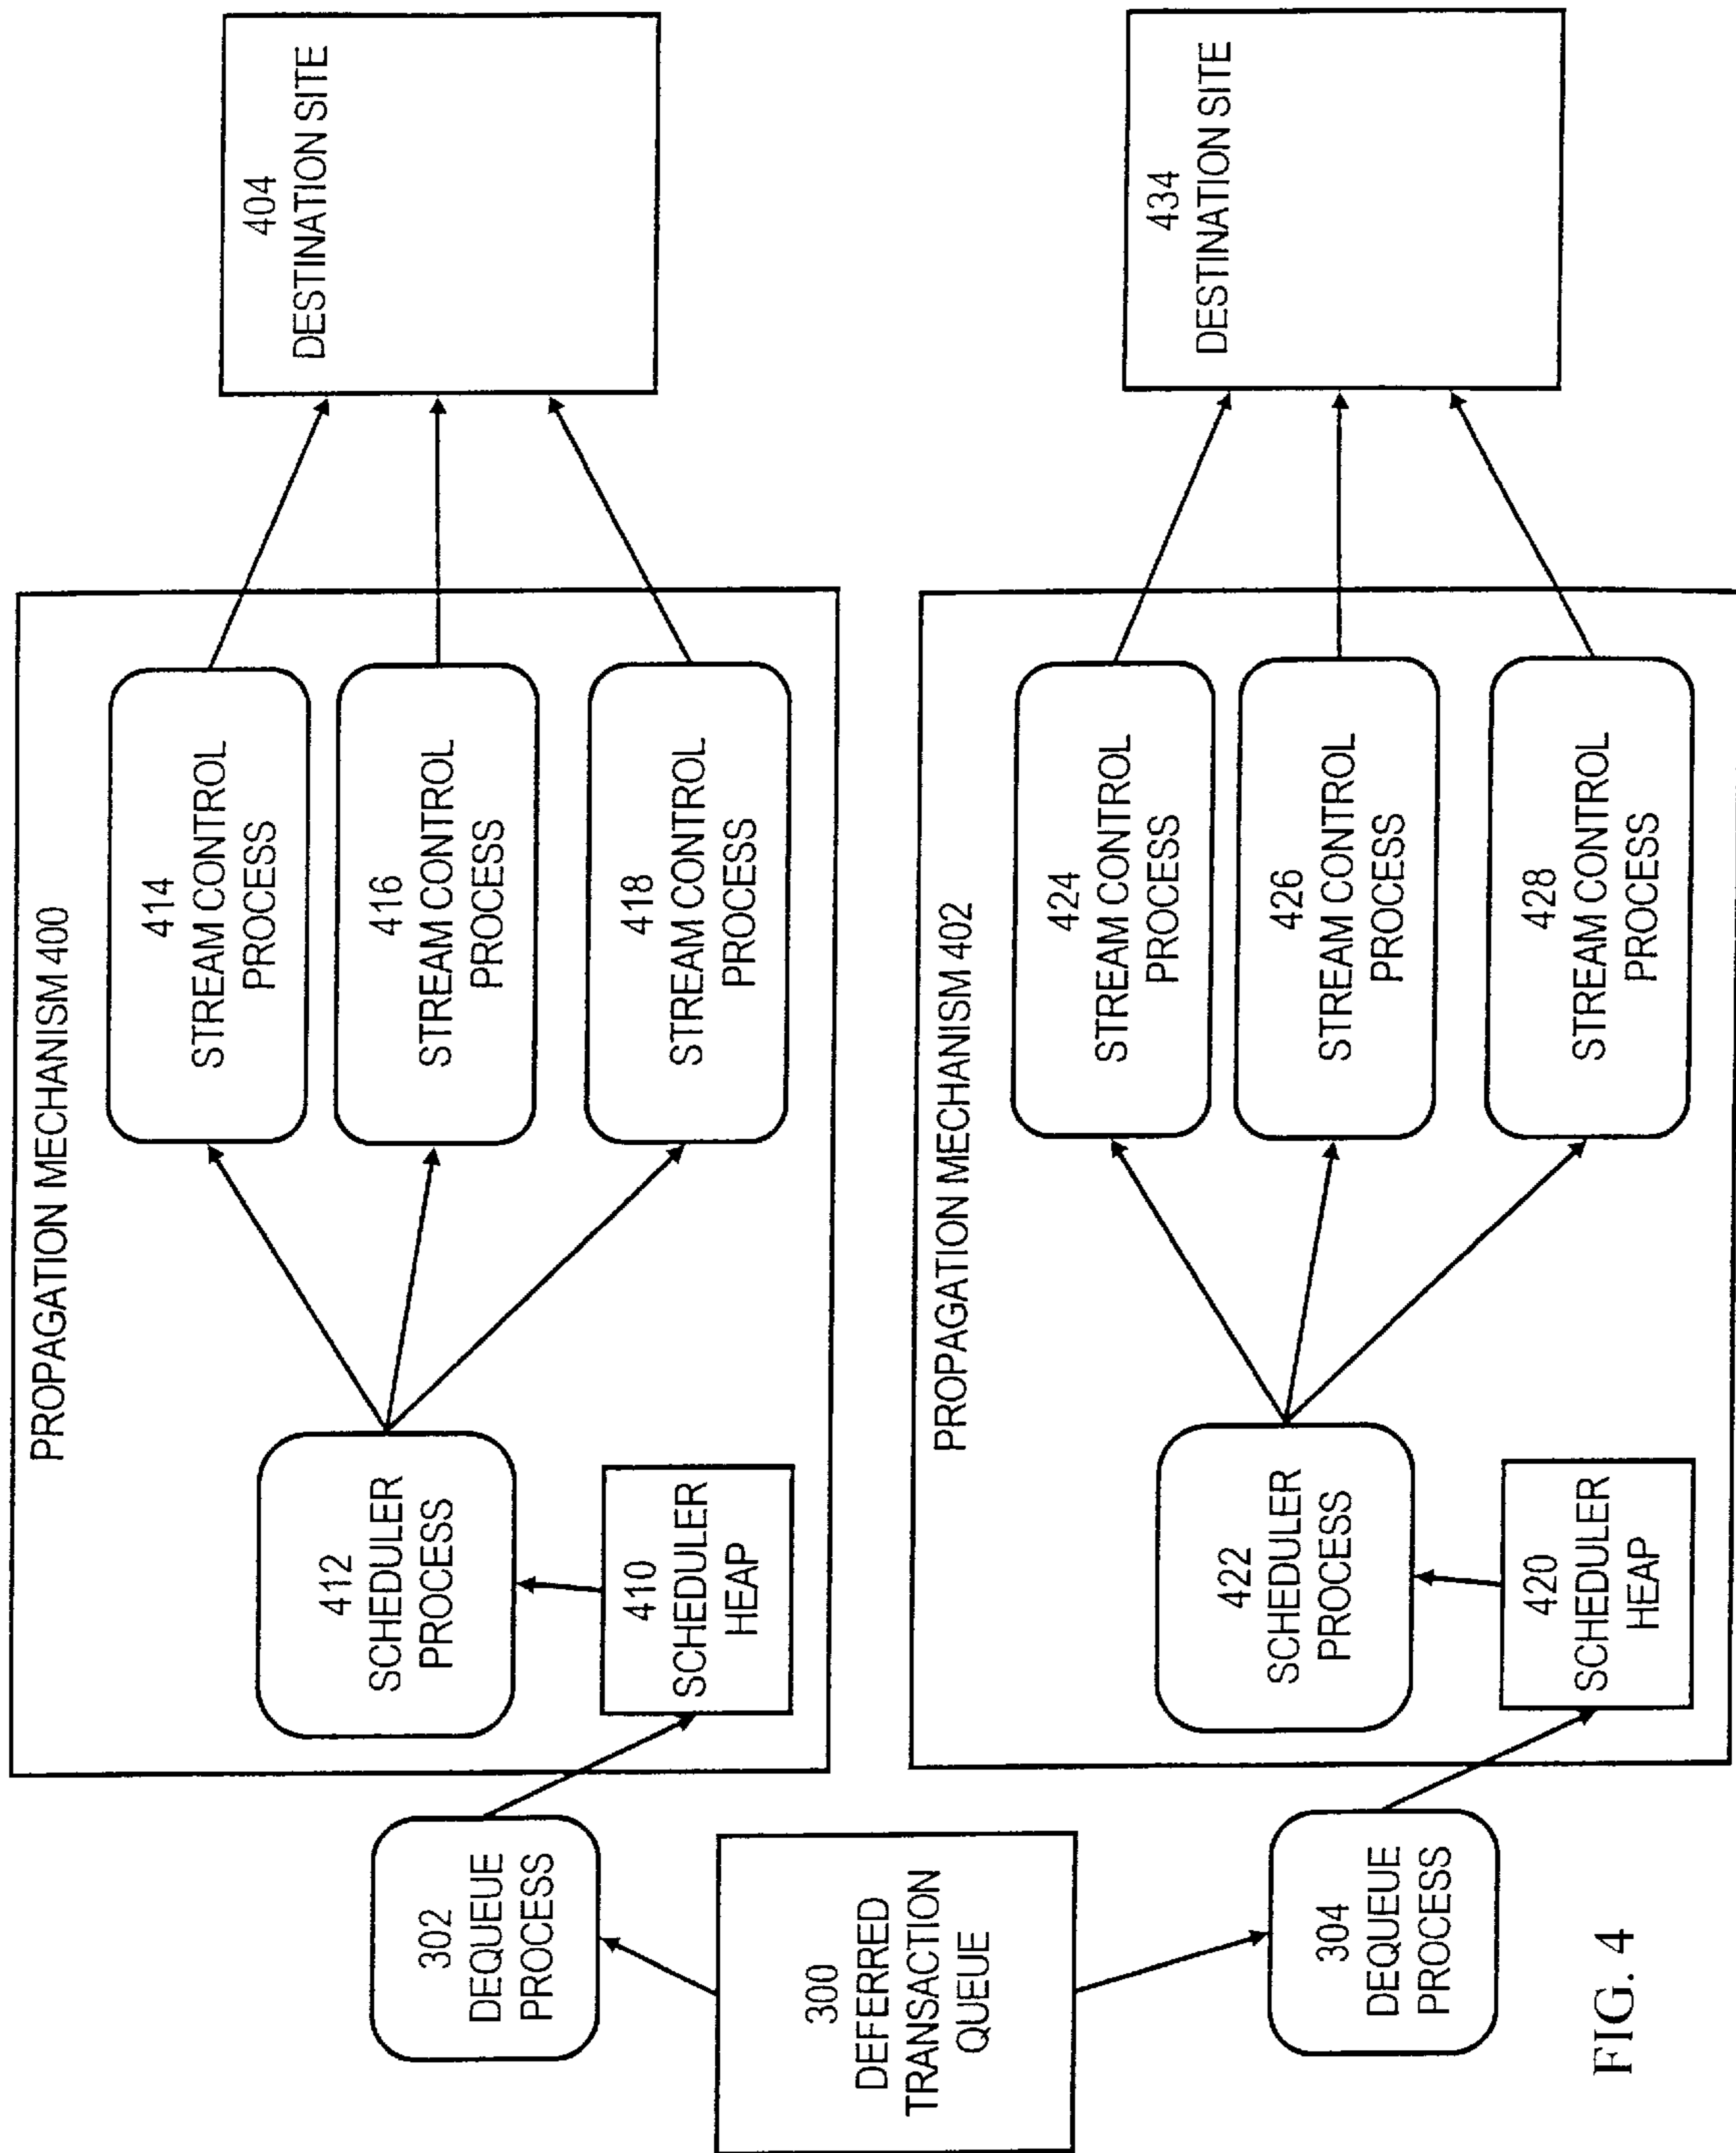 PROPAGATION MECHANISM 400
302
DEQUEUE
PROCESS
412
SCHEDULER
PROCESS
410
SCHEDULER
HEAP
414
STREAM CONTROL
PROCESS
416
STREAM CONTROL
PROCESS
418
STREAM CONTROL
PROCESS
404
DESTINATION SITE
300
DEFERRED
TRANSACTION
QUEUE
PROPAGATION MECHANISM 402
304
DEQUEUE
PROCESS
422
SCHEDULER
PROCESS
420
SCHEDULER
HEAP
424
STREAM CONTROL
PROCESS
426
STREAM CONTROL
PROCESS
428
STREAM CONTROL
PROCESS
434
DESTINATION SITE
FIG. 4